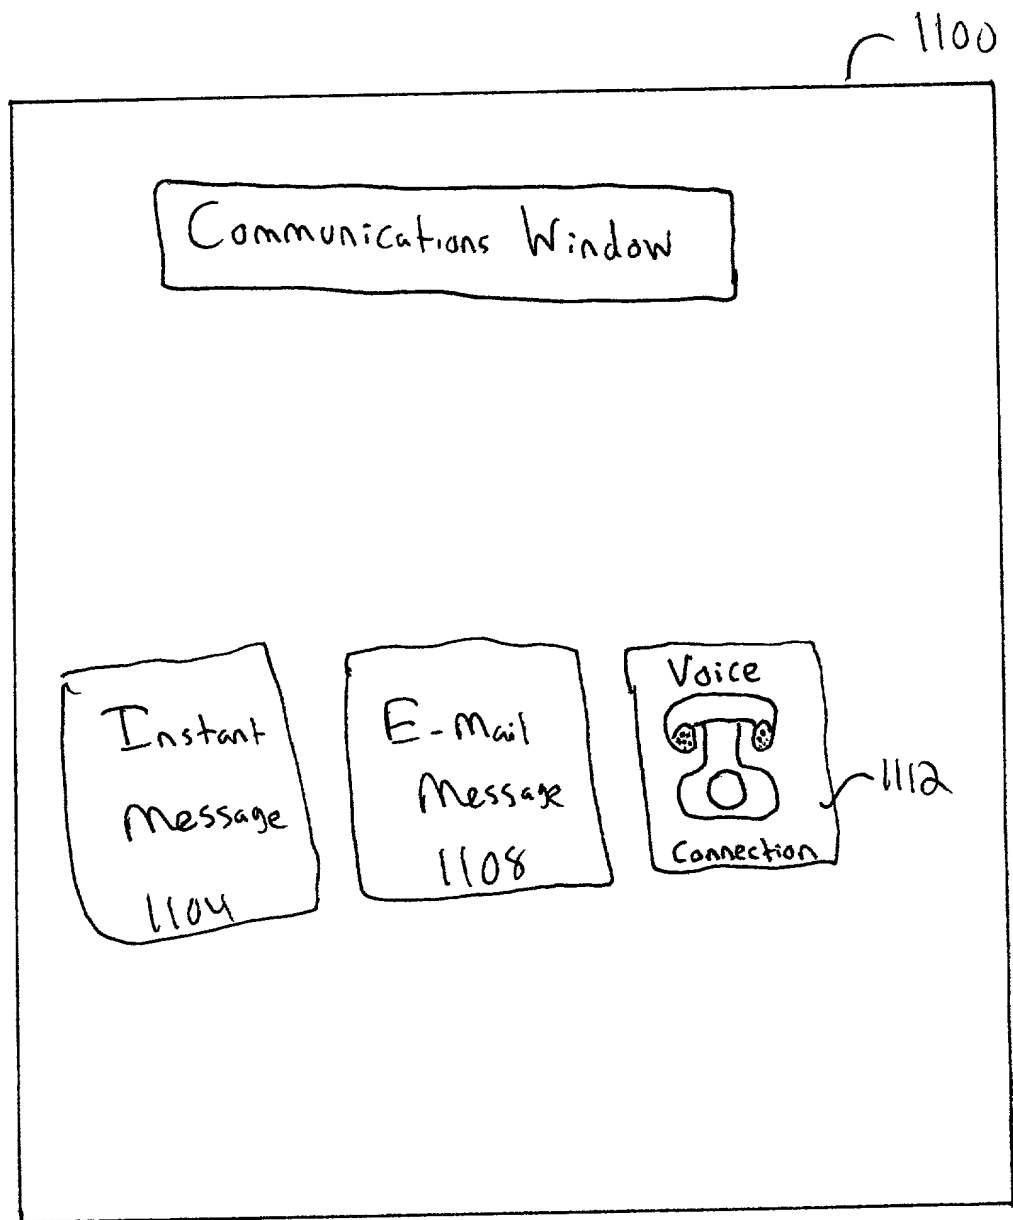 1100
Communications Window
Instant
Message
1104
E-Mail
Message
1108
Voice
Connection
1112